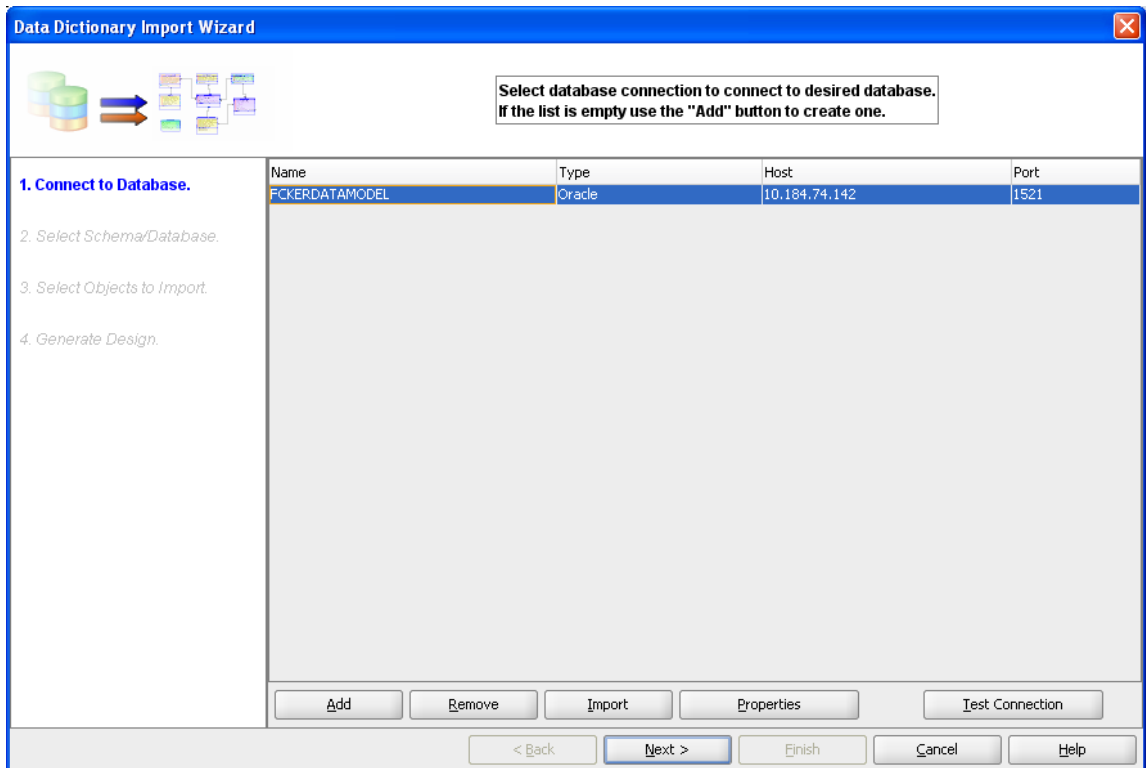 Data Dictionary Import Wizard
Select database connection to connect to desired database.
If the list is empty use the "Add" button to create one.
1. Connect to Database.
2. Select Schema/Database.
3. Select Objects to Import.
4. Generate Design.
Name Type Host Port
FCKERDATAMODEL Oracle 10.184.74.142 1521
Add Remove Import Properties Test Connection
< Back Next > Finish Cancel Help